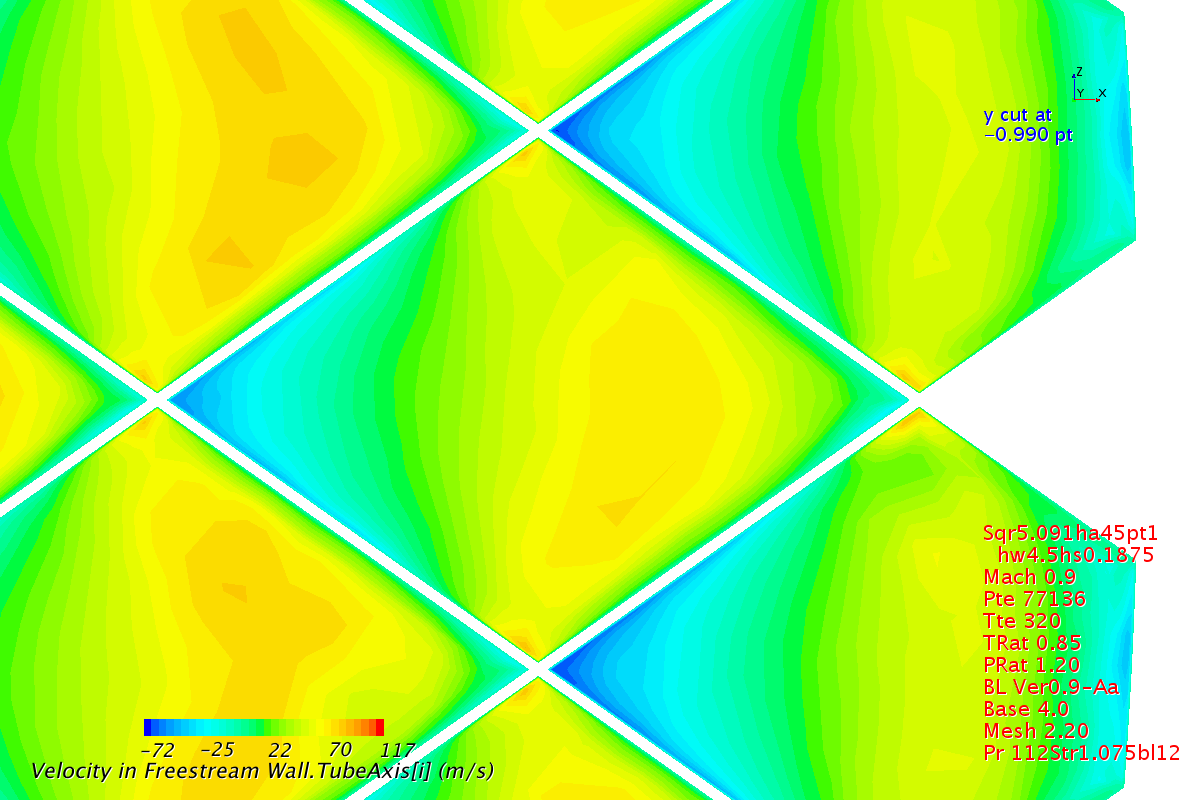 Z
Y X
y cut at
-0.990 pt
Sqr5.091ha45pt1
hw4.5hs0.1875
Mach 0.9
Pte 77136
Tte 320
TRat 0.85
PRat 1.20
BL Ver0.9-Aa
Base 4.0
Mesh 2.20
Pr 112Str1.075bl12
-72 -25 22 70 117
Velocity in Freestream Wall.TubeAxis[i] (m/s)